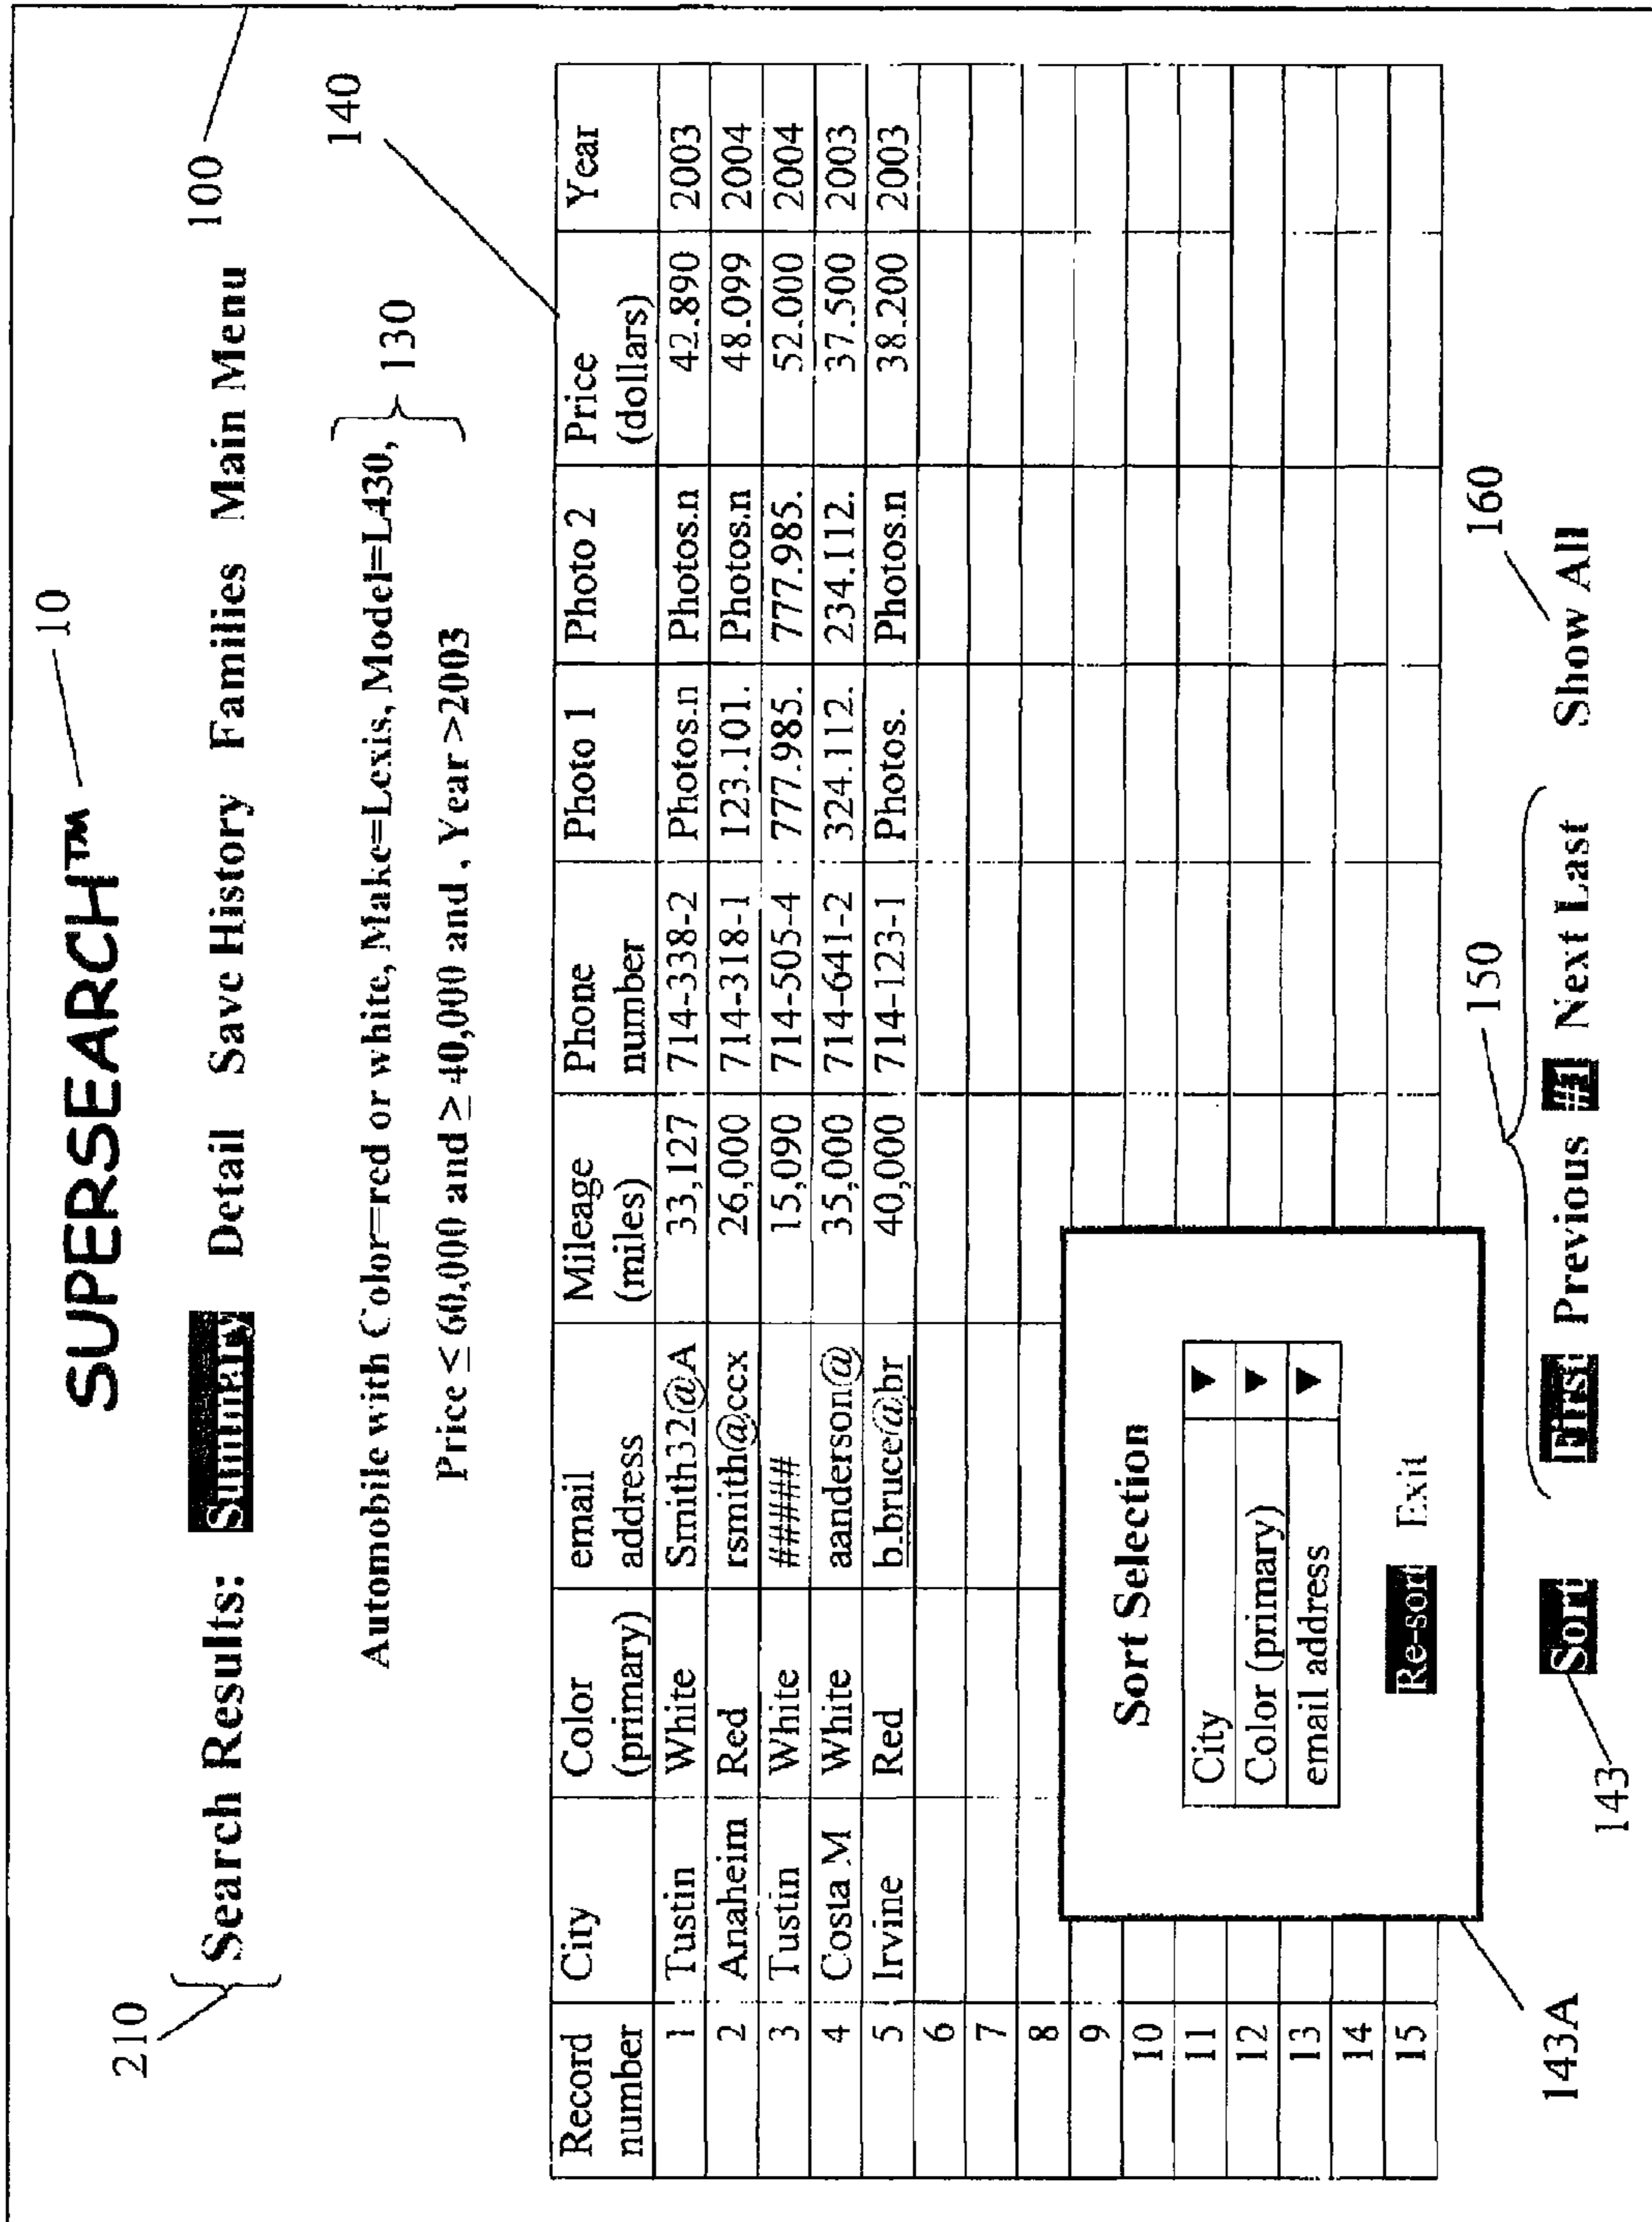 SUPERSEARCH™ 10
210 Search Results: Summary Detail Save History Families Main Menu 100
Automobile with Color=red or white, Make=Lexis, Model=L430,
Price ≤ 60,000 and ≥ 40,000 and , Year >2003
130
140
Record number City Color (primary) email address Mileage (miles) Phone number Photo 1 Photo 2 Price (dollars) Year
1 Tustin White Smith32@A 33,127 714-338-2 Photos.n Photos.n 42.890 2003
2 Anaheim Red rsmith@ccx 26,000 714-318-1 123.101. Photos.n 48.099 2004
3 Tustin White ##### 15,090 714-505-4 777.985. 777.985. 52.000 2004
4 Costa M White aanderson@ 35,000 714-641-2 324.112. 234.112. 37.500 2003
5 Irvine Red b.bruce@br 40,000 714-123-1 Photos. Photos.n 38.200 2003
6
7
8
9
10
11
12
13
14
15
Sort Selection
City ▼
Color (primary) ▼
email address ▼
Re-sort Exit
143A
150
160
Sort First Previous ##1 Next Last Show All
143